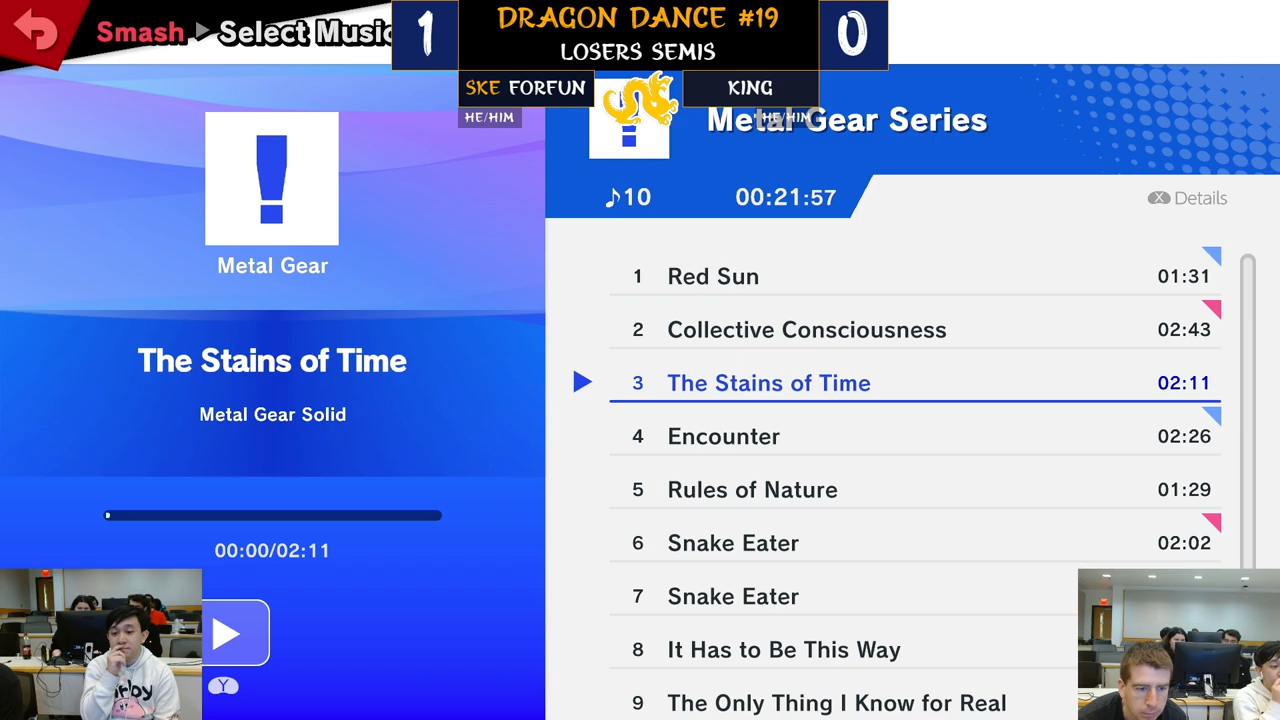 Smash
Select Music
1
DRAGON DANCE #19
0
LOSERS SEMIS
SKE FORFUN
KING
HE/HIM
HE/HIM
Metal Gear Series
♪10
00:21:57
X Details
Metal Gear
The Stains of Time
Metal Gear Solid
00:00/02:11
Y
1 Red Sun 01:31
2 Collective Consciousness 02:43
3 The Stains of Time 02:11
4 Encounter 02:26
5 Rules of Nature 01:29
6 Snake Eater 02:02
7 Snake Eater
8 It Has to Be This Way
9 The Only Thing I Know for Real